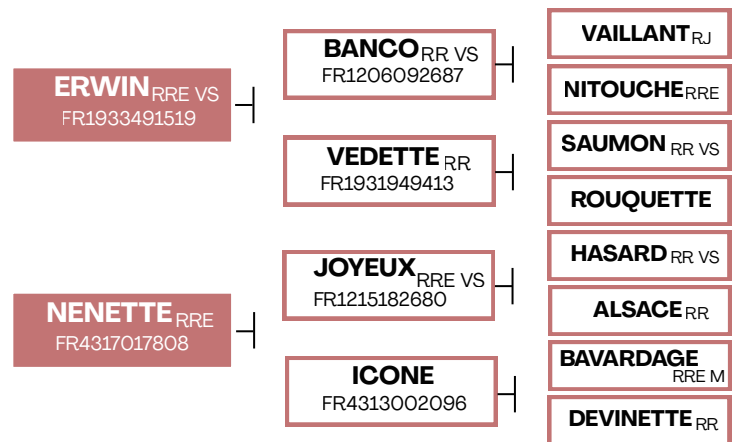 ERWIN RRE VS
FR1933491519
BANCO RR VS
FR1206092687
VAILLANT RJ
NITOUCHE RRE
VEDETTE RR
FR1931949413
SAUMON RR VS
ROUQUETTE
NENETTE RRE
FR4317017808
JOYEUX RRE VS
FR1215182680
HASARD RR VS
ALSACE RR
ICONE
FR4313002096
BAVARDAGE
RRE M
DEVINETTE RR